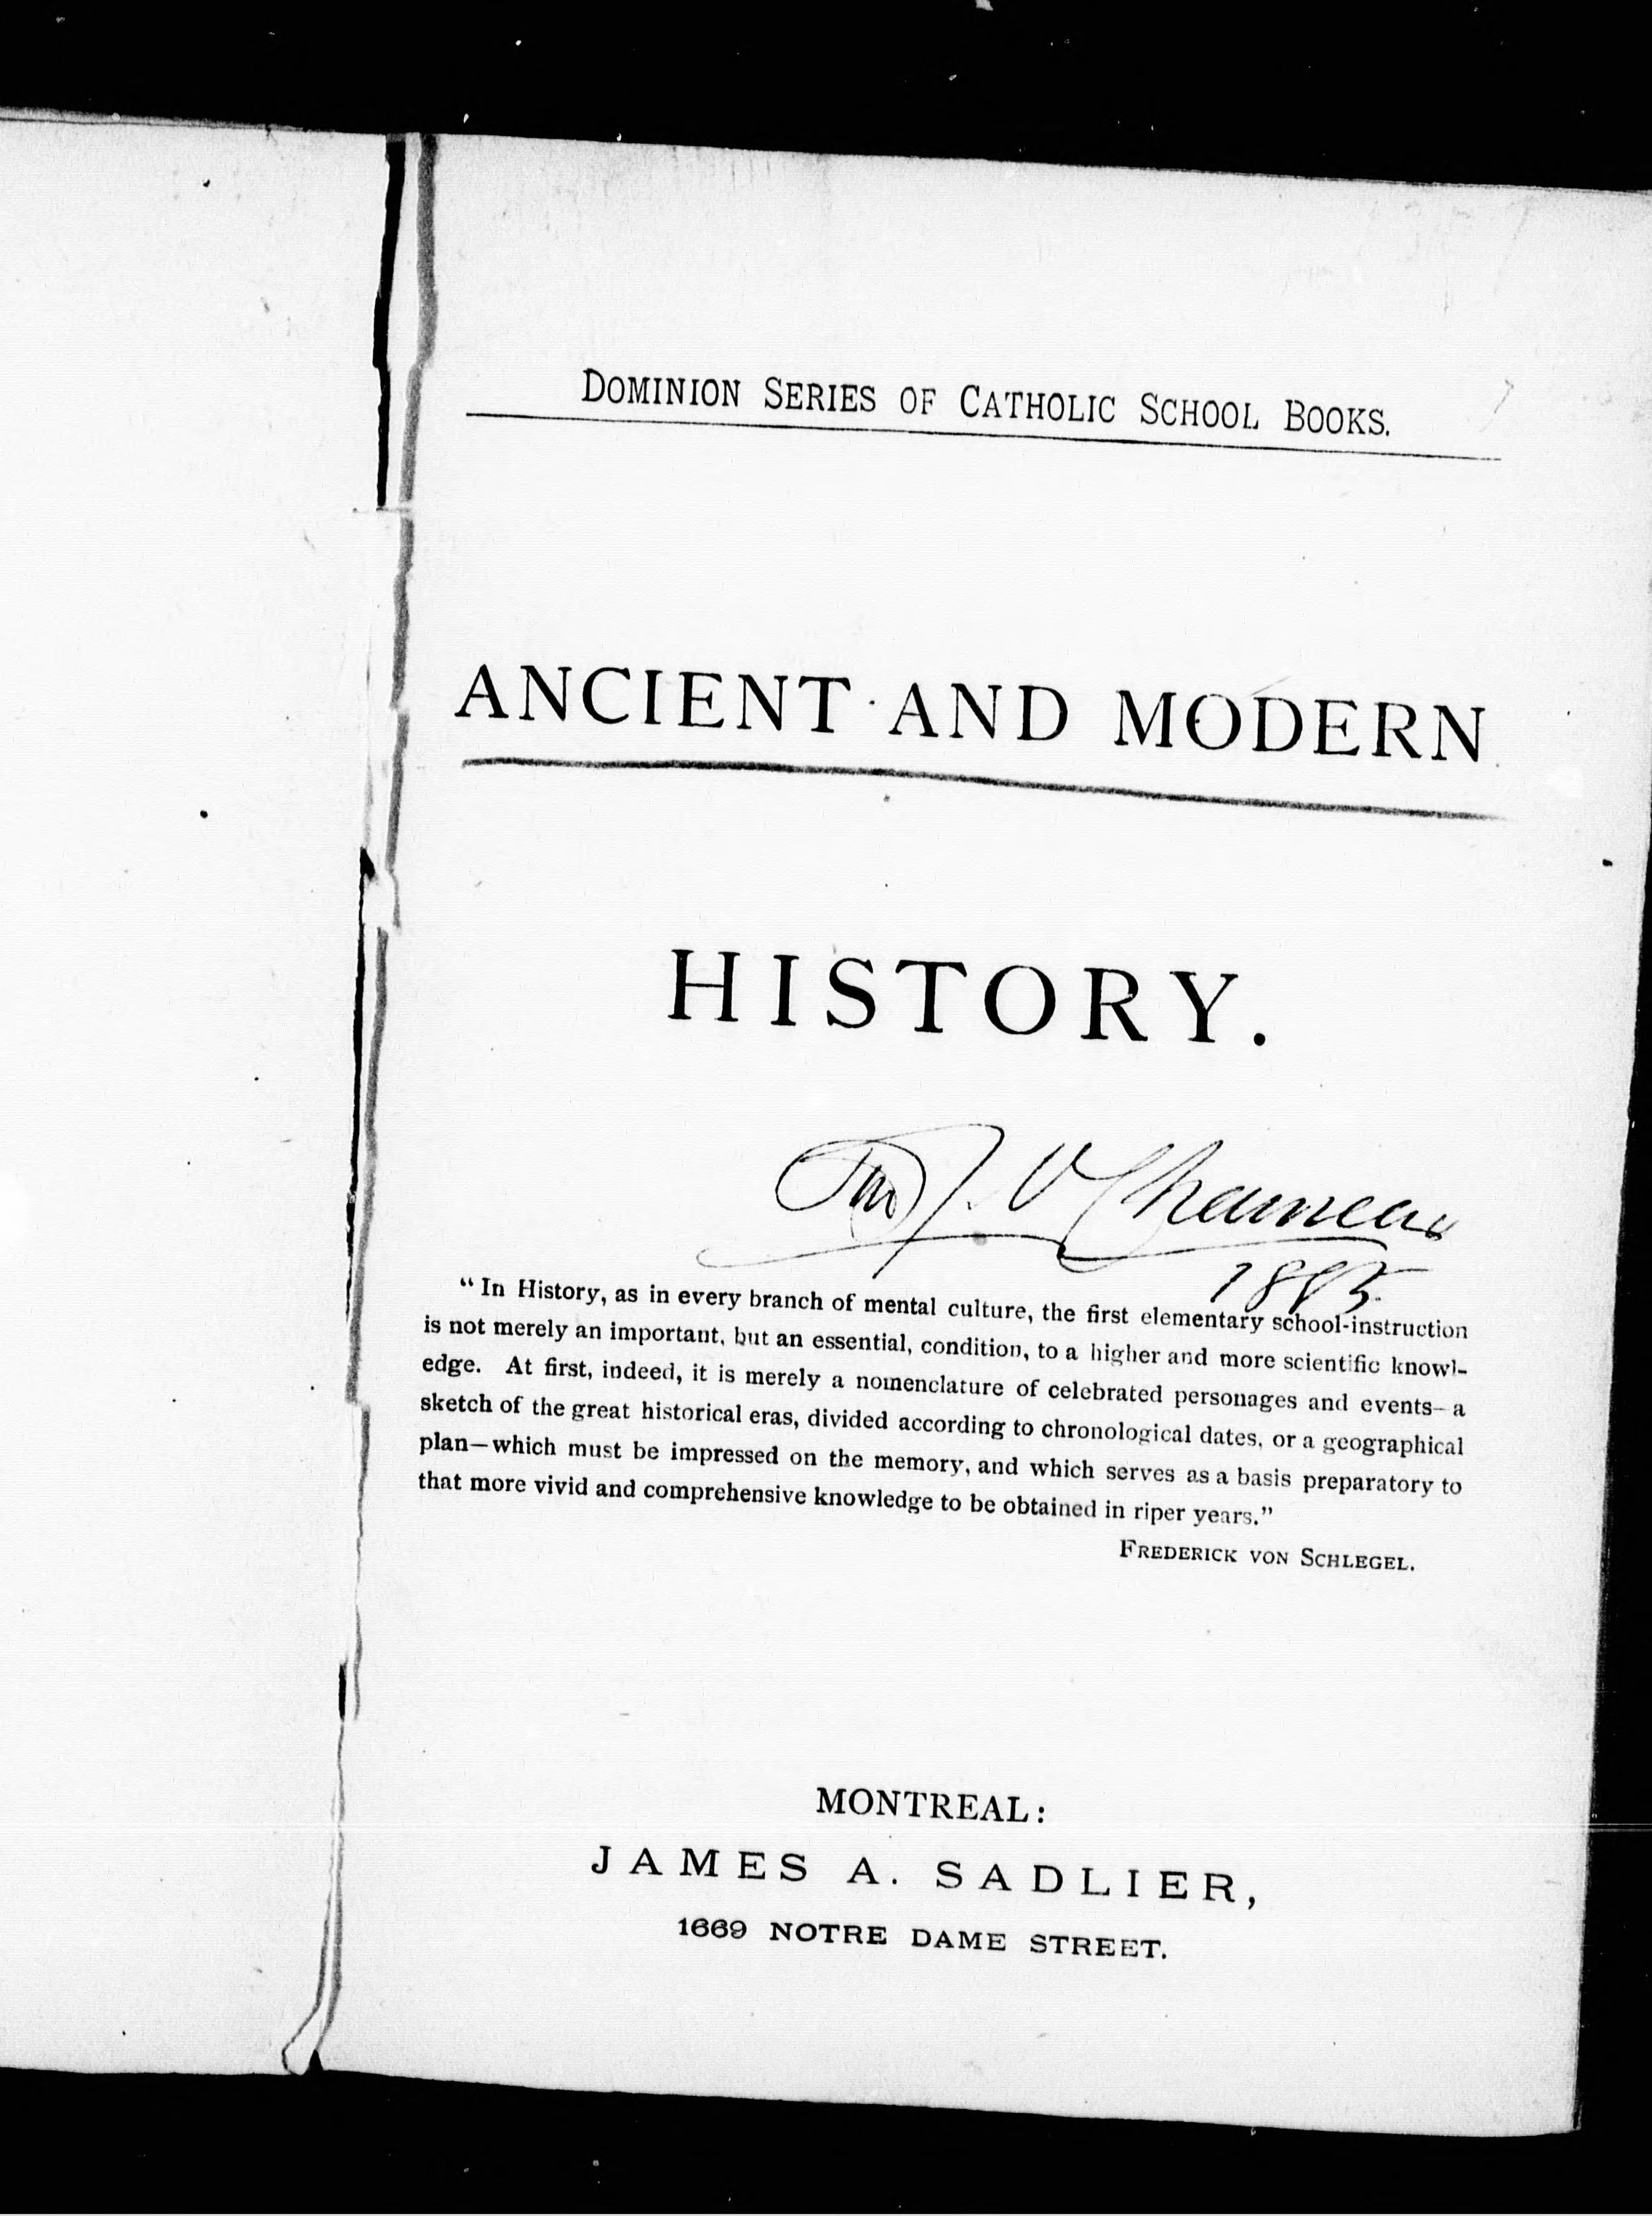 DOMINION SERIES OF CATHOLIC SCHOOL BOOKS.
ANCIENT AND MODERN
HISTORY.
“In History, as in every branch of mental culture, the first elementary school-instruction
is not merely an important, but an essential, condition, to a higher and more scientific knowl-
edge. At first, indeed, it is merely a nomenclature of celebrated personages and events—a
sketch of the great historical eras, divided according to chronological dates, or a geographical
plan—which must be impressed on the memory, and which serves as a basis preparatory to
that more vivid and comprehensive knowledge to be obtained in riper years.”
FREDERICK VON SCHLEGEL.
MONTREAL:
JAMES A. SADLIER,
1669 NOTRE DAME STREET.